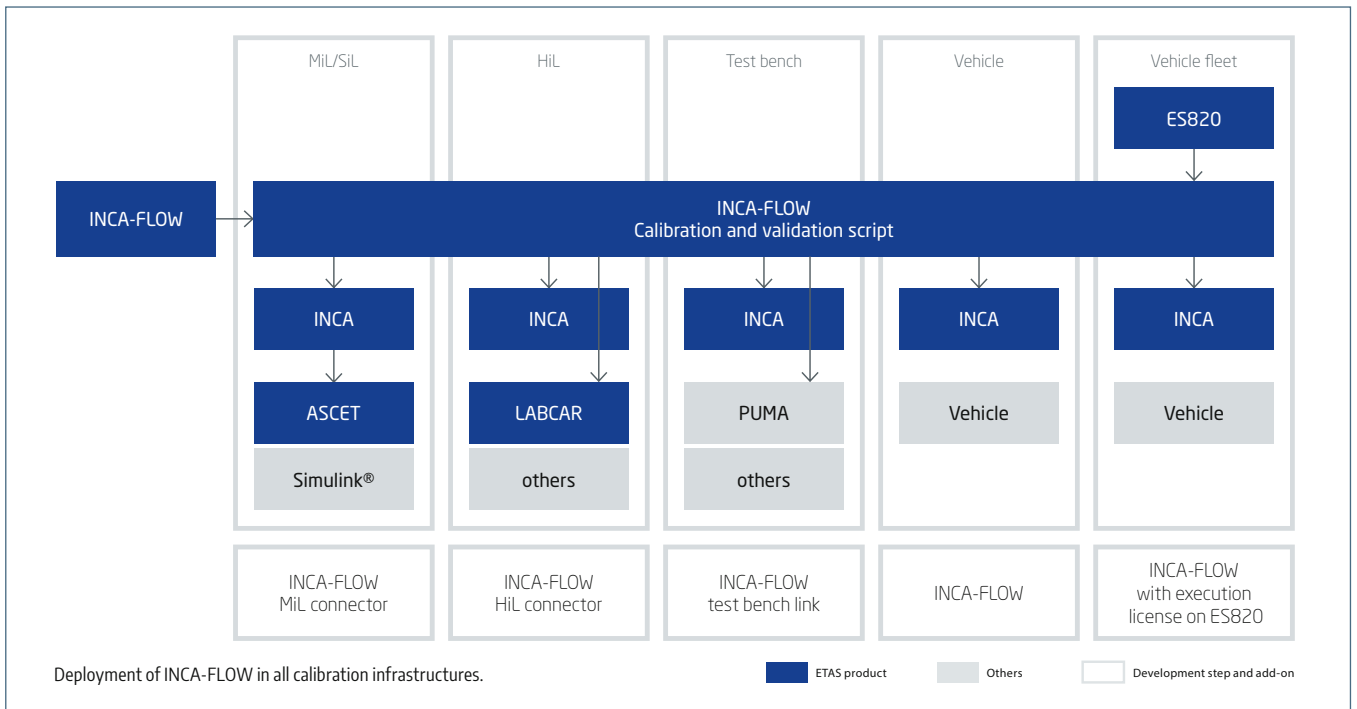 MiL/SiL
HiL
Test bench
Vehicle
Vehicle fleet
ES820
INCA-FLOW
INCA-FLOW
Calibration and validation script
INCA
INCA
INCA
INCA
INCA
ASCET
LABCAR
PUMA
Vehicle
Vehicle
Simulink®
others
others
INCA-FLOW
MiL connector
INCA-FLOW
HiL connector
INCA-FLOW
test bench link
INCA-FLOW
INCA-FLOW
with execution
license on ES820
Deployment of INCA-FLOW in all calibration infrastructures.
ETAS product
Others
Development step and add-on